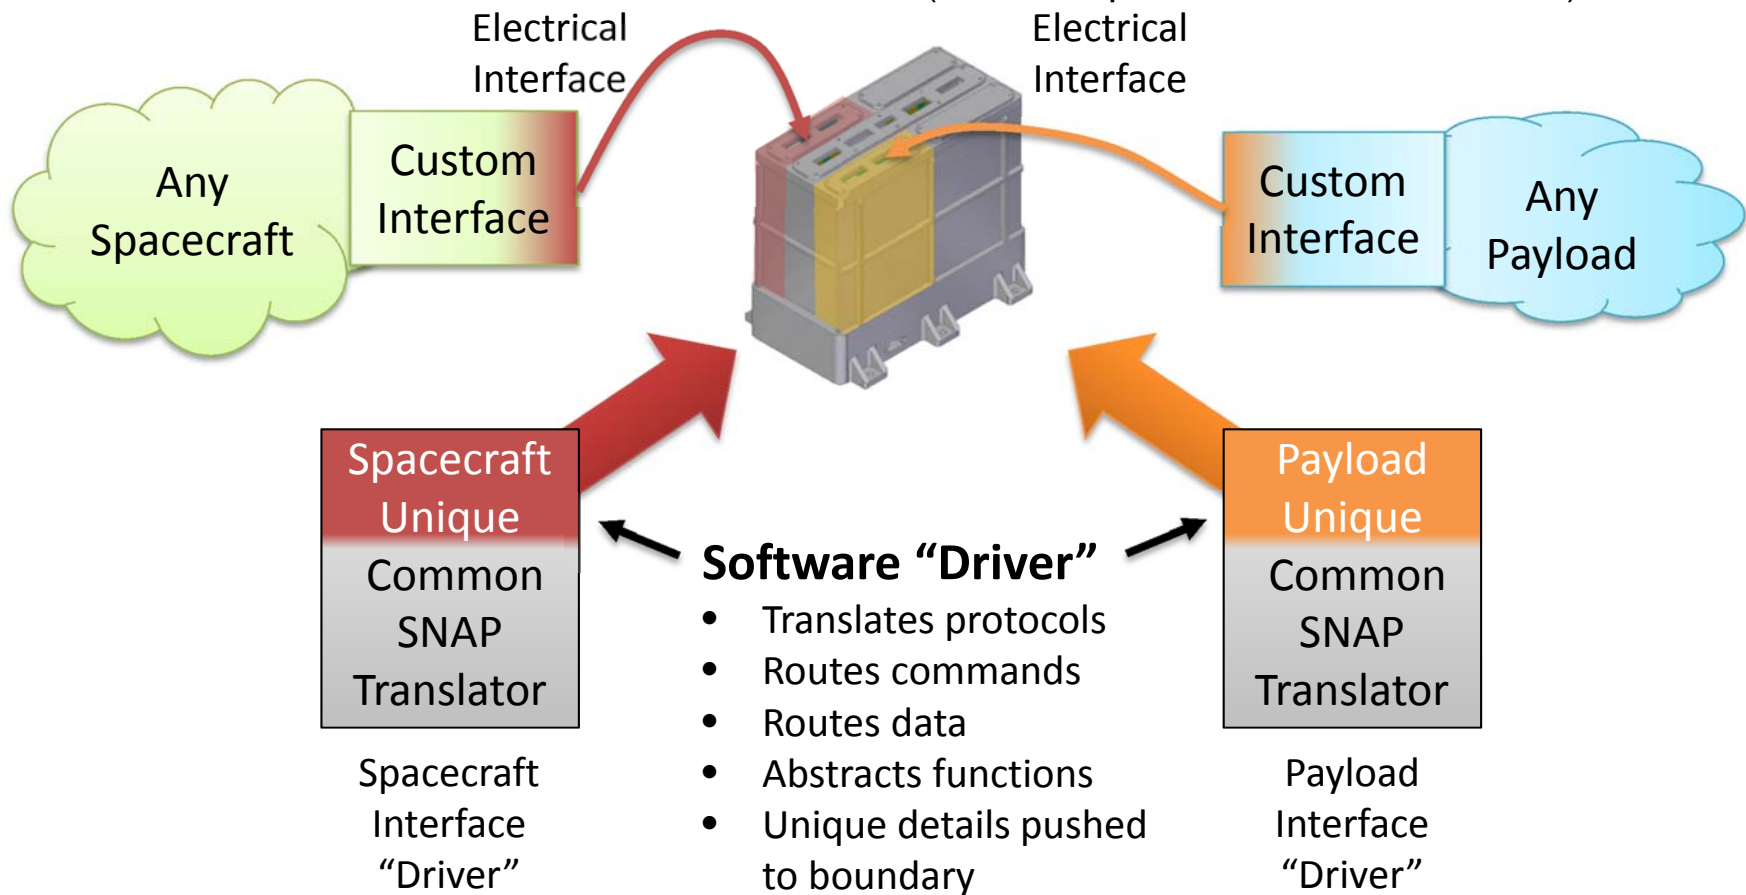 Electrical
Interface
Electrical
Interface
Any
Spacecraft
Custom
Interface
Custom
Interface
Any
Payload
Spacecraft
Unique
Common
SNAP
Translator
Spacecraft
Interface
“Driver”
Software “Driver”
• Translates protocols
• Routes commands
• Routes data
• Abstracts functions
• Unique details pushed
to boundary
Payload
Unique
Common
SNAP
Translator
Payload
Interface
“Driver”